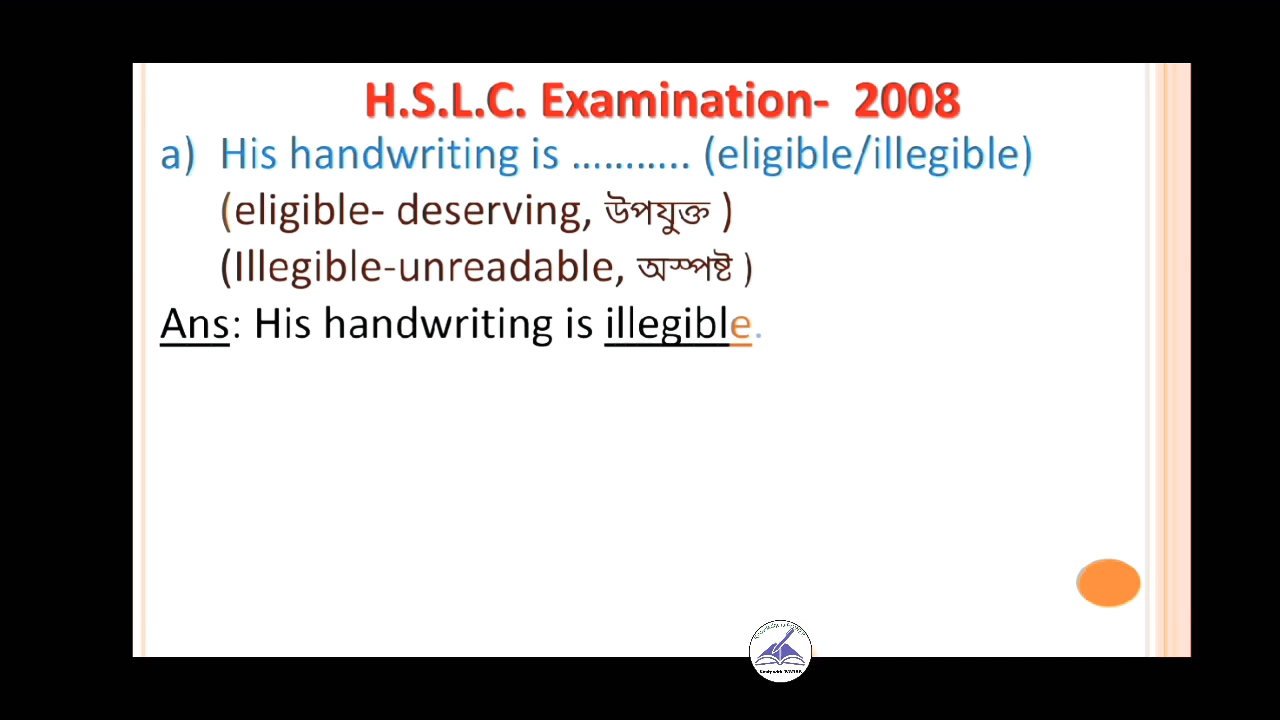 H.S.L.C. Examination- 2008
a) His handwriting is ……….. (eligible/illegible)
(eligible- deserving, উপযুক্ত )
(Illegible-unreadable, অস্পষ্ট )
Ans: His handwriting is illegible.